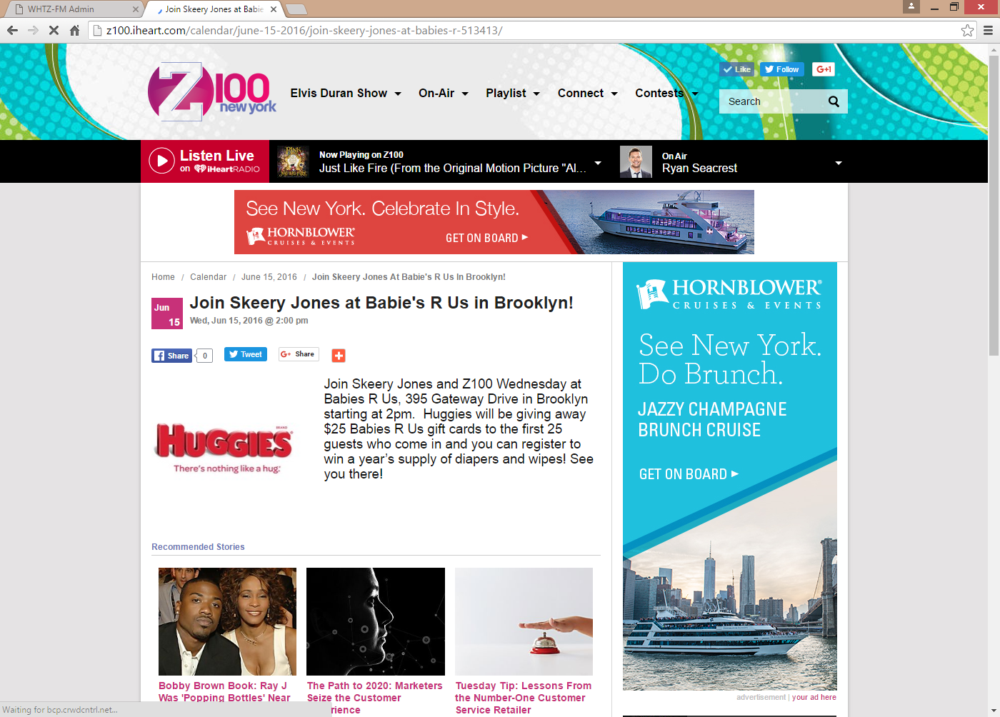 WHTZ-FM Admin
Join Skeery Jones at Babie
z100.iheart.com/calendar/june-15-2016/join-skeery-jones-at-babies-r-513413/
Z100
new york
Elvis Duran Show
On-Air
Playlist
Connect
Contests
Like
Follow
G+1
Search
Listen Live
on iHeartRADIO
Now Playing on Z100
Just Like Fire (From the Original Motion Picture "Al...
On Air
Ryan Seacrest
See New York. Celebrate In Style.
HORNBLOWER®
CRUISES & EVENTS
GET ON BOARD
Home / Calendar / June 15, 2016 / Join Skeery Jones At Babie's R Us In Brooklyn!
Jun
15
Join Skeery Jones at Babie's R Us in Brooklyn!
Wed, Jun 15, 2016 @ 2:00 pm
Share
0
Tweet
G+ Share
Join Skeery Jones and Z100 Wednesday at
Babies R Us, 395 Gateway Drive in Brooklyn
starting at 2pm.  Huggies will be giving away
$25 Babies R Us gift cards to the first 25
guests who come in and you can register to
win a year’s supply of diapers and wipes! See
you there!
HUGGIES
BRAND
There's nothing like a hug.
Recommended Stories
Bobby Brown Book: Ray J
Was 'Popping Bottles' Near
The Path to 2020: Marketers
Seize the Customer
erience
Tuesday Tip: Lessons From
the Number-One Customer
Service Retailer
HORNBLOWER®
CRUISES & EVENTS
See New York.
Do Brunch.
JAZZY CHAMPAGNE
BRUNCH CRUISE
GET ON BOARD
advertisement | your ad here
Waiting for bcp.crwdcntrl.net...